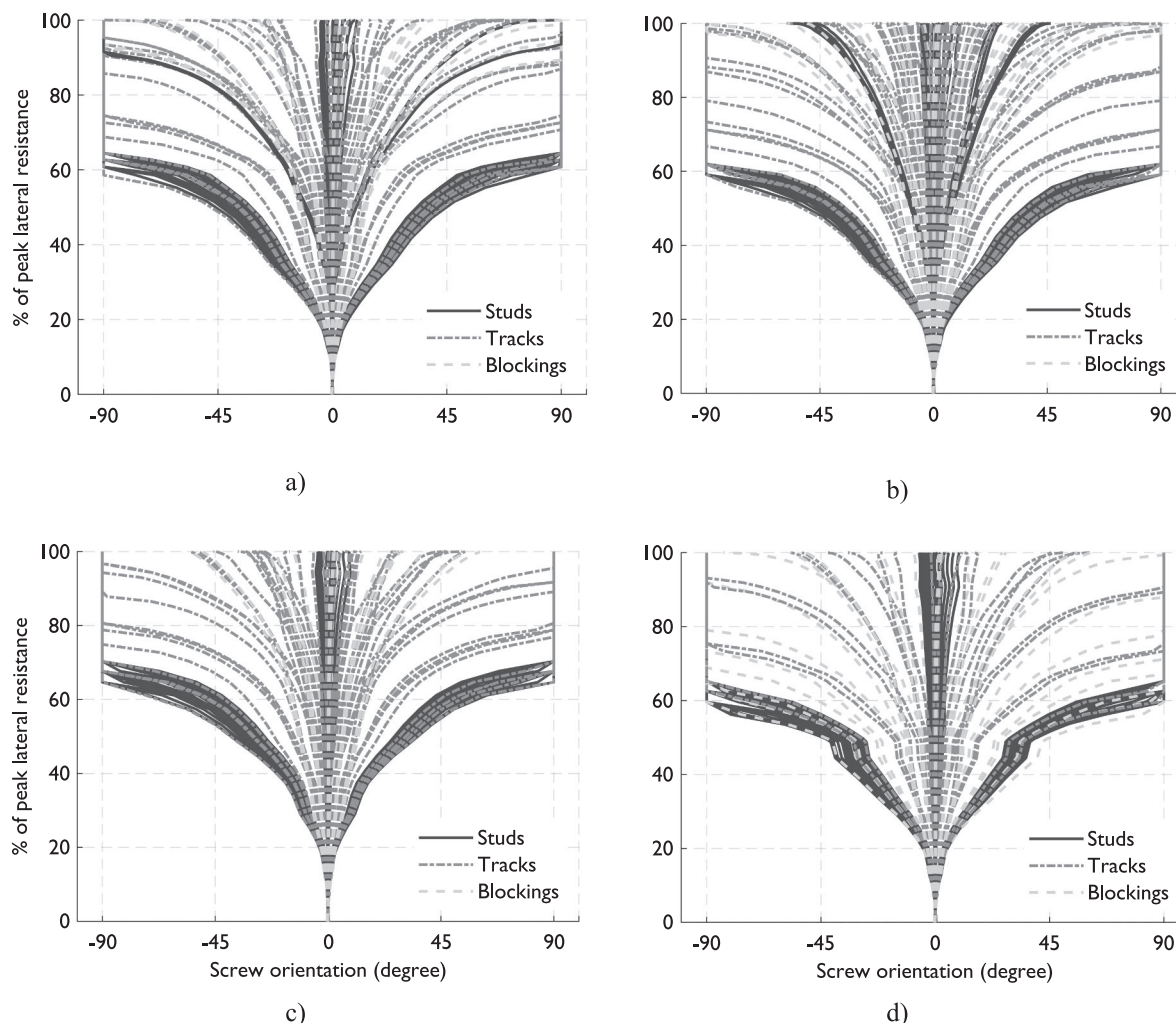 100
80
60
40
20
0
% of peak lateral resistance
-90
-45
0
45
90
Studs
Tracks
Blockings
a)
100
80
60
40
20
0
-90
-45
0
45
90
Studs
Tracks
Blockings
b)
100
80
60
40
20
0
% of peak lateral resistance
-90
-45
0
45
90
Screw orientation (degree)
Studs
Tracks
Blockings
c)
100
80
60
40
20
0
-90
-45
0
45
90
Screw orientation (degree)
Studs
Tracks
Blockings
d)